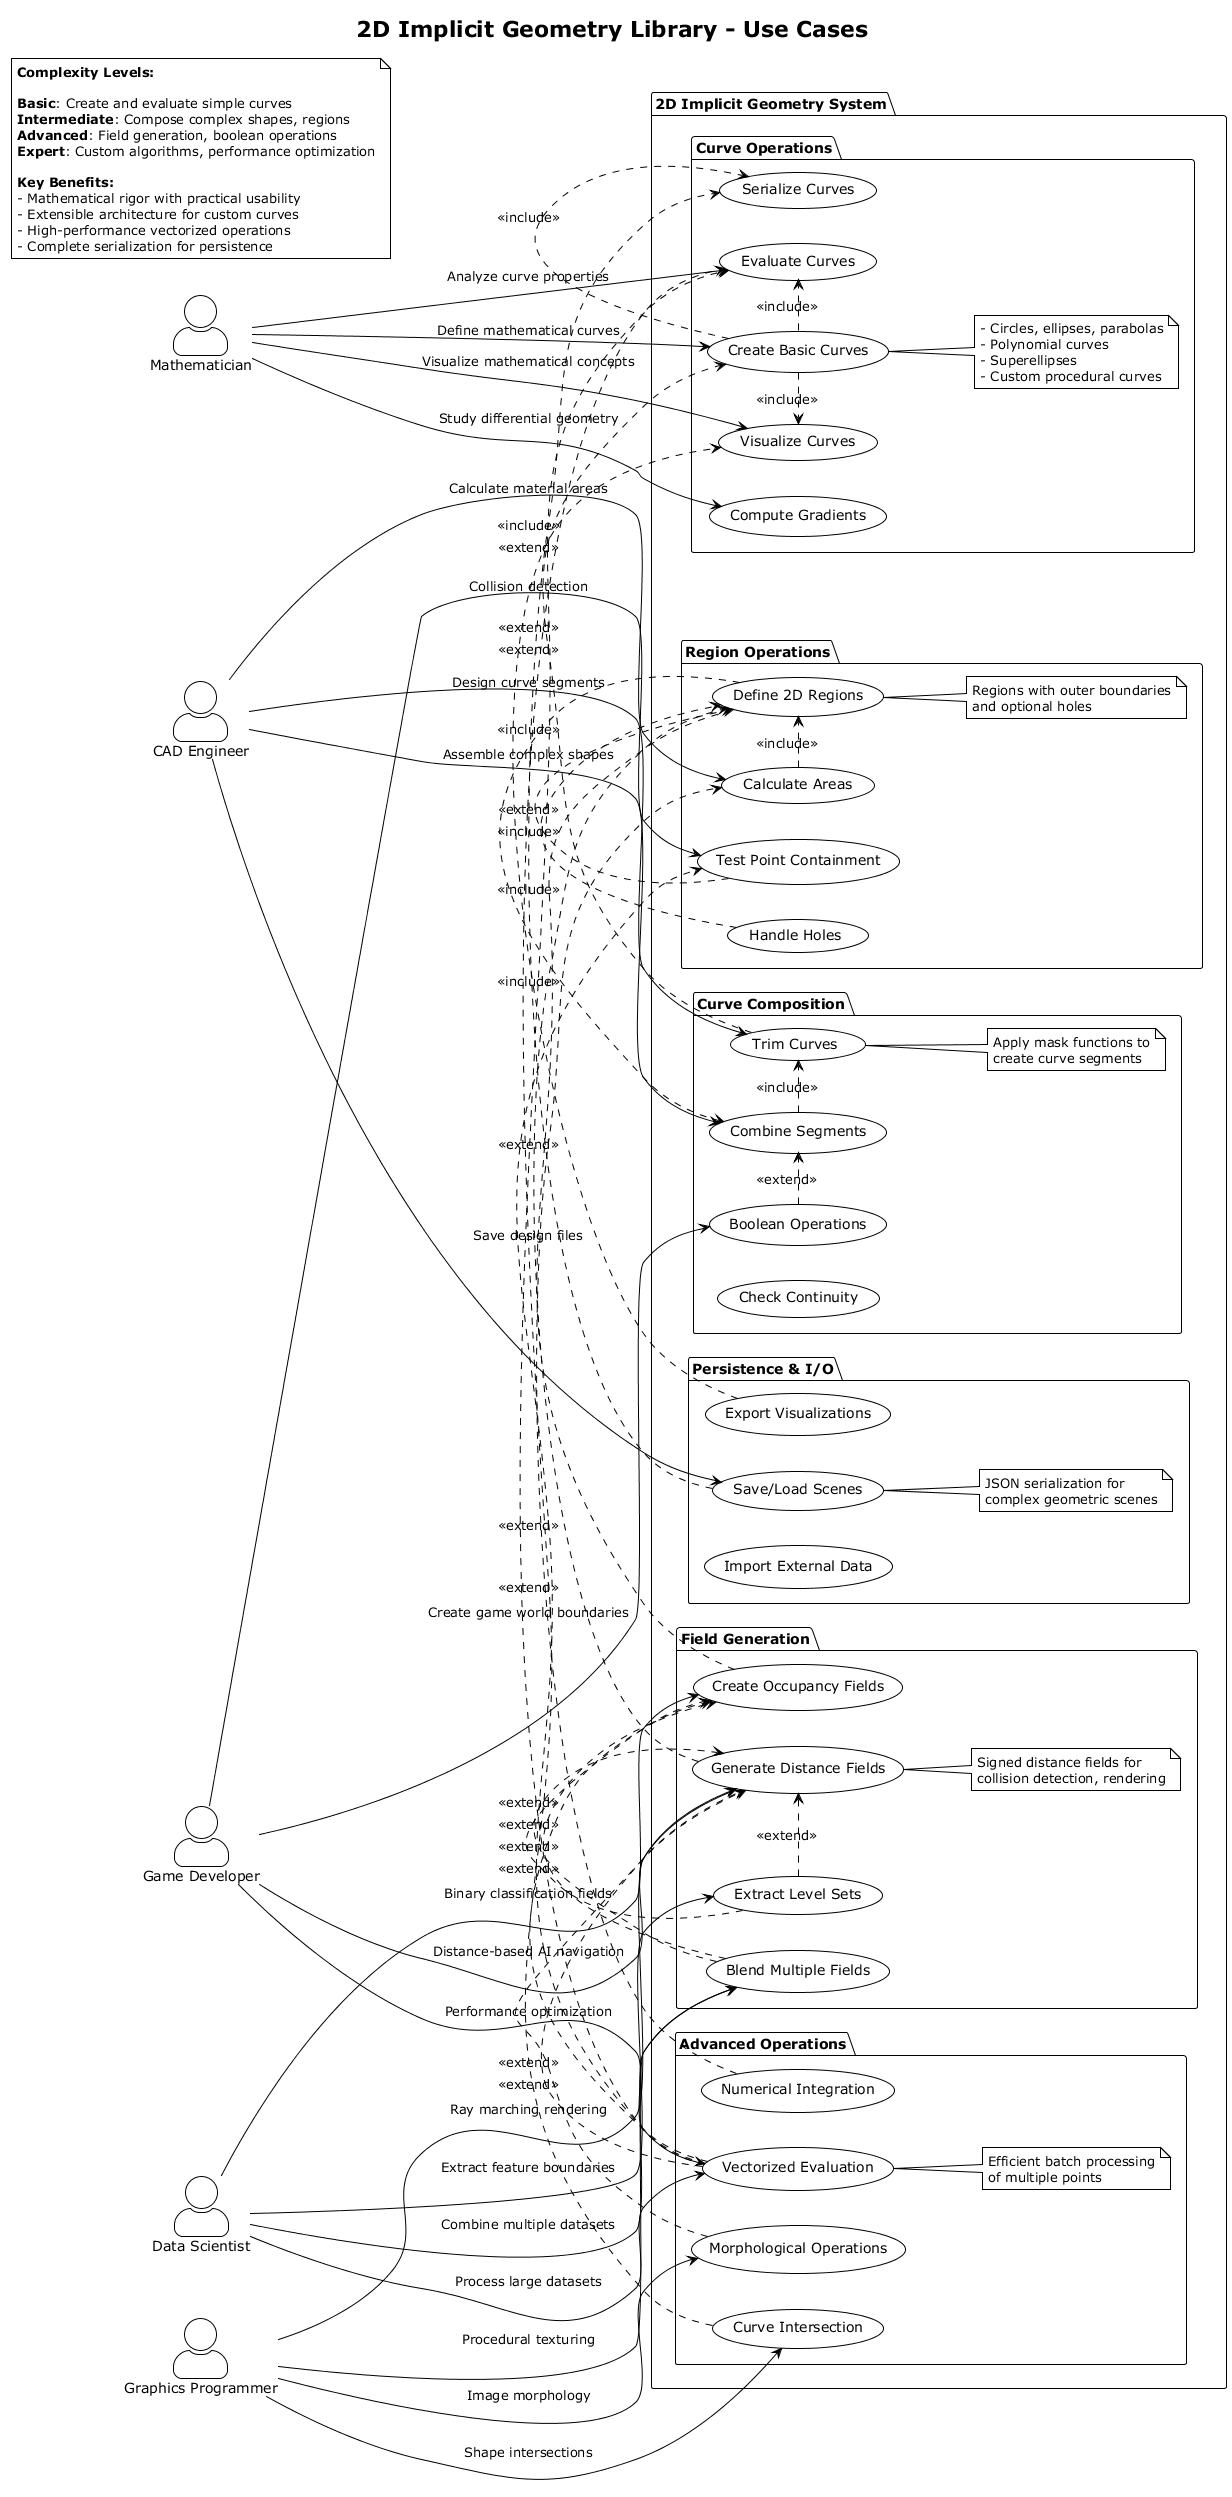 2D Implicit Geometry Library - Use Cases
Complexity Levels:
Basic: Create and evaluate simple curves
Intermediate: Compose complex shapes, regions
Advanced: Field generation, boolean operations
Expert: Custom algorithms, performance optimization
Key Benefits:
- Mathematical rigor with practical usability
- Extensible architecture for custom curves
- High-performance vectorized operations
- Complete serialization for persistence
2D Implicit Geometry System
Curve Operations
Serialize Curves
«include»
Evaluate Curves
Analyze curve properties
«include»
Mathematician
Define mathematical curves
Create Basic Curves
- Circles, ellipses, parabolas
- Polynomial curves
- Superellipses
- Custom procedural curves
Visualize mathematical concepts
«include»
Study differential geometry
Visualize Curves
Calculate material areas
Compute Gradients
«include»
«extend»
Collision detection
«extend»
«extend»
Region Operations
Design curve segments
Define 2D Regions
Regions with outer boundaries
and optional holes
«include»
«include»
CAD Engineer
Assemble complex shapes
Calculate Areas
«extend»
«include»
Test Point Containment
«include»
Handle Holes
«include»
Curve Composition
Trim Curves
Apply mask functions to
create curve segments
«include»
Combine Segments
«extend»
«extend»
Save design files
Boolean Operations
Check Continuity
Persistence & I/O
Export Visualizations
Save/Load Scenes
JSON serialization for
complex geometric scenes
«extend»
Import External Data
«extend»
Create game world boundaries
Field Generation
Create Occupancy Fields
Generate Distance Fields
Signed distance fields for
collision detection, rendering
«extend»
«extend»
«extend»
«extend»
«extend»
Game Developer
Binary classification fields
Extract Level Sets
Distance-based AI navigation
Blend Multiple Fields
Performance optimization
Advanced Operations
«extend»
«extend»
Numerical Integration
Ray marching rendering
Extract feature boundaries
Vectorized Evaluation
Efficient batch processing
of multiple points
Combine multiple datasets
Data Scientist
Morphological Operations
Process large datasets
Procedural texturing
Curve Intersection
Graphics Programmer
Image morphology
Shape intersections